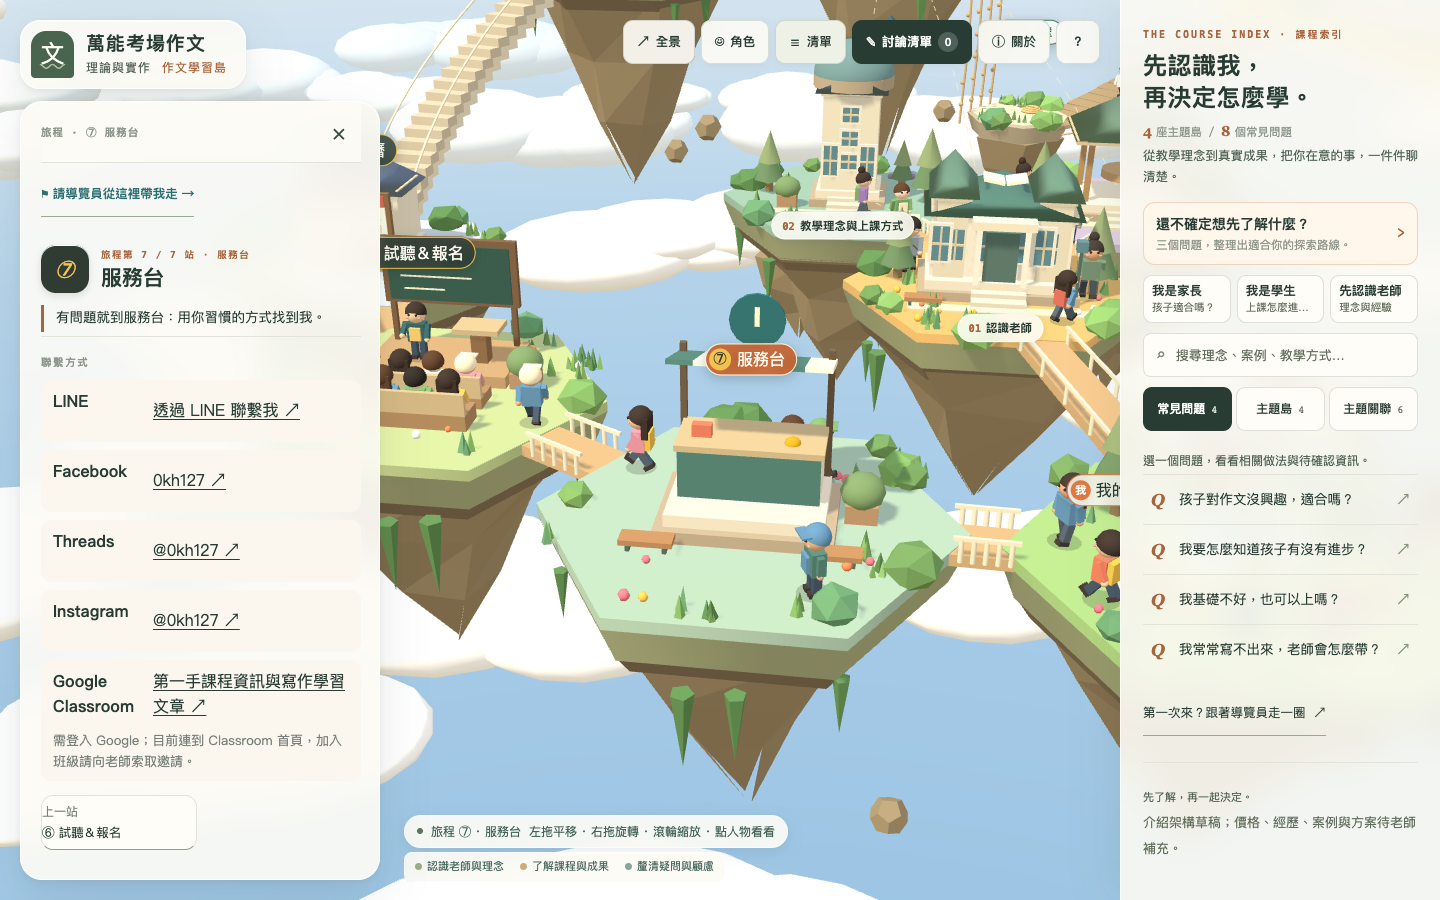 文
萬能考場作文
理論與實作 作文學習島
↗ 全景
☺ 角色
≡ 清單
✎ 討論清單 0
ⓘ 關於
?
旅程 · ⑦ 服務台
×
⚑ 請導覽員從這裡帶我走 →
旅程第 7 / 7 站 · 服務台
⑦ 服務台
有問題就到服務台：用你習慣的方式找到我。
聯繫方式
LINE
透過 LINE 聯繫我 ↗
Facebook
0kh127 ↗
Threads
@0kh127 ↗
Instagram
@0kh127 ↗
Google Classroom
第一手課程資訊與寫作學習
文章 ↗
需登入 Google；目前連到 Classroom 首頁，加入
班級請向老師索取邀請。
上一站
⑥ 試聽＆報名
試聽＆報名
02 教學理念與上課方式
01 認識老師
⑦ 服務台
我 我的
旅程 ⑦ · 服務台 左拖平移 · 右拖旋轉 · 滾輪縮放 · 點人物看看
認識老師與理念
了解課程與成果
釐清疑問與顧慮
THE COURSE INDEX · 課程索引
先認識我，
再決定怎麼學。
4 座主題島 / 8 個常見問題
從教學理念到真實成果，把你在意的事，一件件聊
清楚。
還不確定想先了解什麼？
三個問題，整理出適合你的探索路線。
我是家長
孩子適合嗎？
我是學生
上課怎麼進…
先認識老師
理念與經驗
搜尋理念、案例、教學方式…
常見問題 4
主題島 4
主題關聯 6
選一個問題，看看相關做法與待確認資訊。
Q 孩子對作文沒興趣，適合嗎？ ↗
Q 我要怎麼知道孩子有沒有進步？ ↗
Q 我基礎不好，也可以上嗎？ ↗
Q 我常常寫不出來，老師會怎麼帶？ ↗
第一次來？跟著導覽員走一圈 ↗
先了解，再一起決定。
介紹架構草稿；價格、經歷、案例與方案待老師
補充。